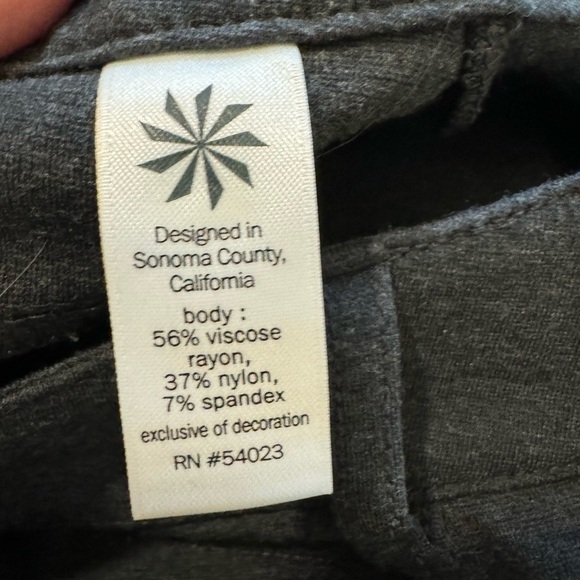 Designed in
Sonoma County,
California
body :
56% viscose
rayon,
37% nylon,
7% spandex
exclusive of decoration
RN #54023